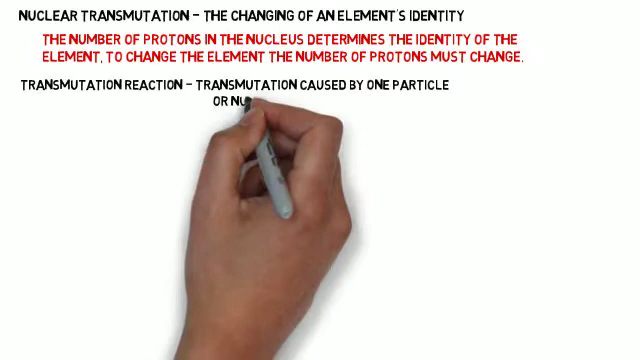 NUCLEAR TRANSMUTATION - THE CHANGING OF AN ELEMENT'S IDENTITY
THE NUMBER OF PROTONS IN THE NUCLEUS DETERMINES THE IDENTITY OF THE
ELEMENT, TO CHANGE THE ELEMENT THE NUMBER OF PROTONS MUST CHANGE.
TRANSMUTATION REACTION - TRANSMUTATION CAUSED BY ONE PARTICLE
OR NU